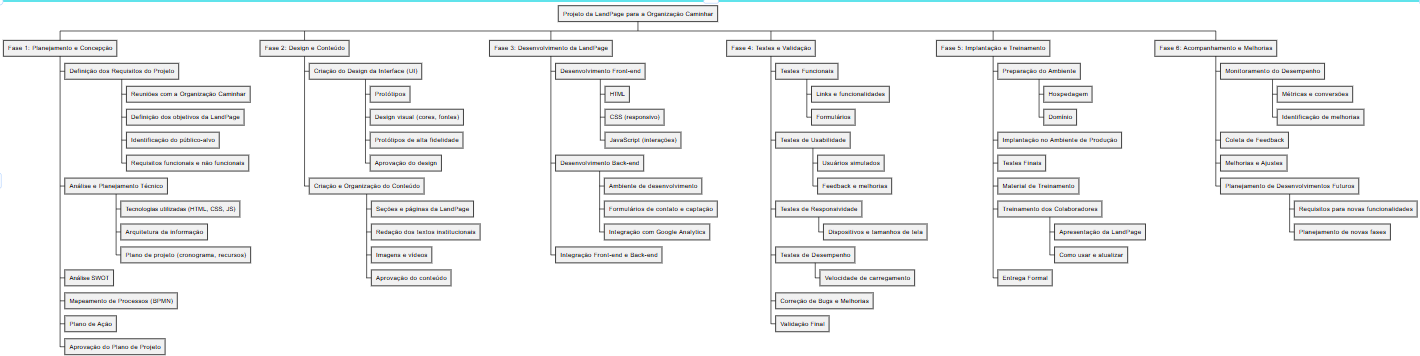 Projeto da LandPage para a Organização Caminhar
Fase 1: Planejamento e Concepção
Definição dos Requisitos do Projeto
Reuniões com a Organização Caminhar
Definição dos objetivos da LandPage
Identificação do público-alvo
Requisitos funcionais e não funcionais
Análise e Planejamento Técnico
Tecnologias utilizadas (HTML, CSS, JS)
Arquitetura da informação
Plano de projeto (cronograma, recursos)
Análise SWOT
Mapeamento de Processos (BPMN)
Plano de Ação
Aprovação do Plano de Projeto
Fase 2: Design e Conteúdo
Criação do Design da Interface (UI)
Protótipos
Design visual (cores, fontes)
Protótipos de alta fidelidade
Aprovação do design
Criação e Organização do Conteúdo
Seções e páginas da LandPage
Redação dos textos institucionais
Imagens e vídeos
Aprovação do conteúdo
Fase 3: Desenvolvimento da LandPage
Desenvolvimento Front-end
HTML
CSS (responsivo)
JavaScript (interações)
Desenvolvimento Back-end
Ambiente de desenvolvimento
Formulários de contato e captação
Integração com Google Analytics
Integração Front-end e Back-end
Fase 4: Testes e Validação
Testes Funcionais
Links e funcionalidades
Formulários
Testes de Usabilidade
Usuários simulados
Feedback e melhorias
Testes de Responsividade
Dispositivos e tamanhos de tela
Testes de Desempenho
Velocidade de carregamento
Correção de Bugs e Melhorias
Validação Final
Fase 5: Implantação e Treinamento
Preparação do Ambiente
Hospedagem
Domínio
Implantação no Ambiente de Produção
Testes Finais
Material de Treinamento
Treinamento dos Colaboradores
Apresentação da LandPage
Como usar e atualizar
Entrega Formal
Fase 6: Acompanhamento e Melhorias
Monitoramento do Desempenho
Métricas e conversões
Identificação de melhorias
Coleta de Feedback
Melhorias e Ajustes
Planejamento de Desenvolvimentos Futuros
Requisitos para novas funcionalidades
Planejamento de novas fases